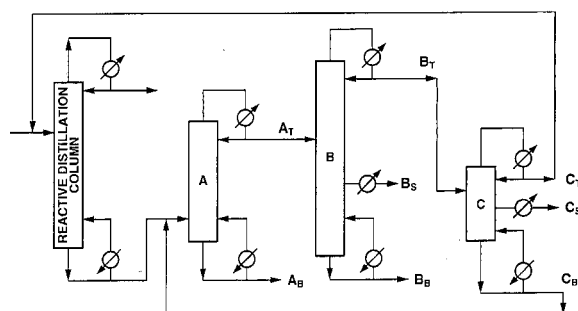 REACTIVE DISTILLATION
COLUMN
A
A_T
A_B
B
B_T
B_S
B_B
C
C_T
C_S
C_B